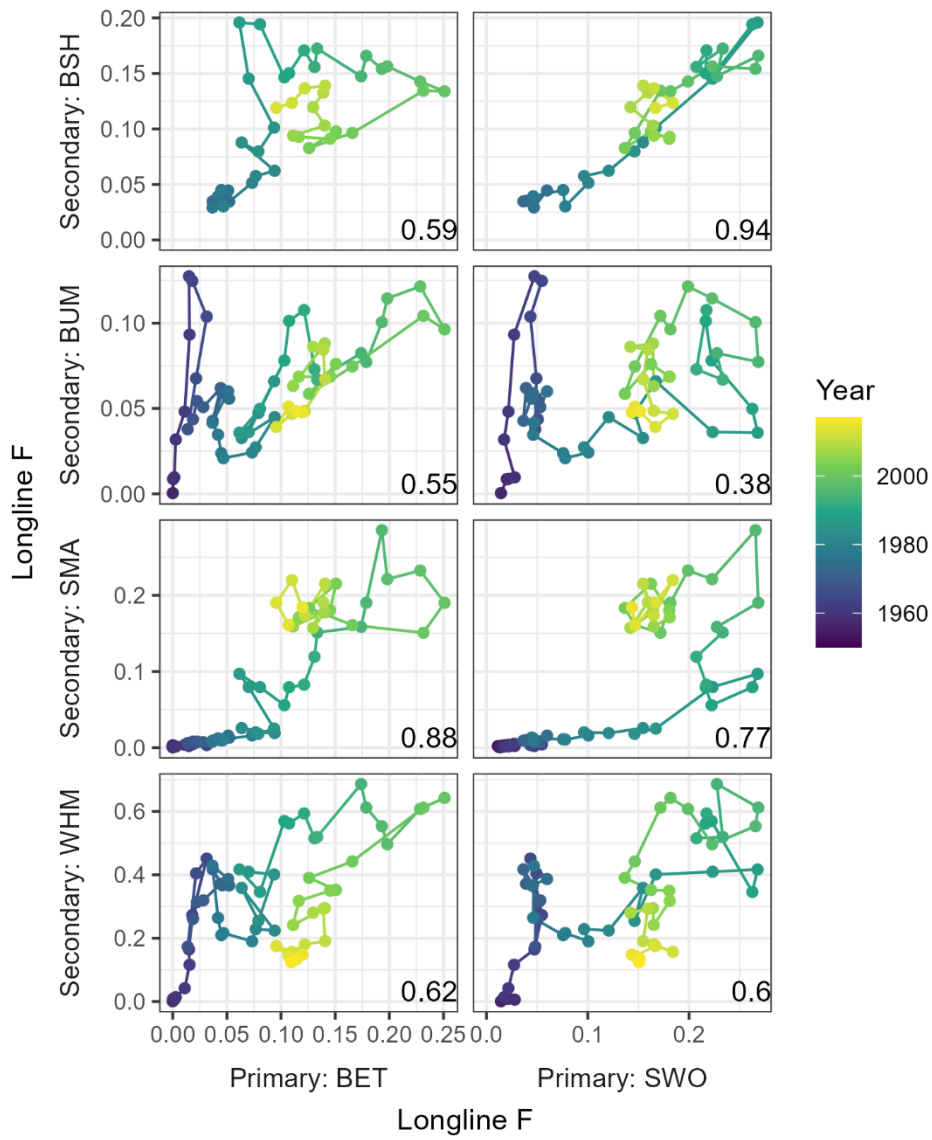 0.20
0.15
0.10
0.05
0.00
Secondary: BSH
0.59
0.94
0.10
0.05
0.00
Secondary: BUM
0.55
0.38
Longline F
0.2
0.1
0.0
Secondary: SMA
0.88
0.77
0.6
0.4
0.2
0.0
Secondary: WHM
0.62
0.6
0.00 0.05 0.10 0.15 0.20 0.25
0.0 0.1 0.2
Primary: BET
Primary: SWO
Longline F
Year
2000
1980
1960